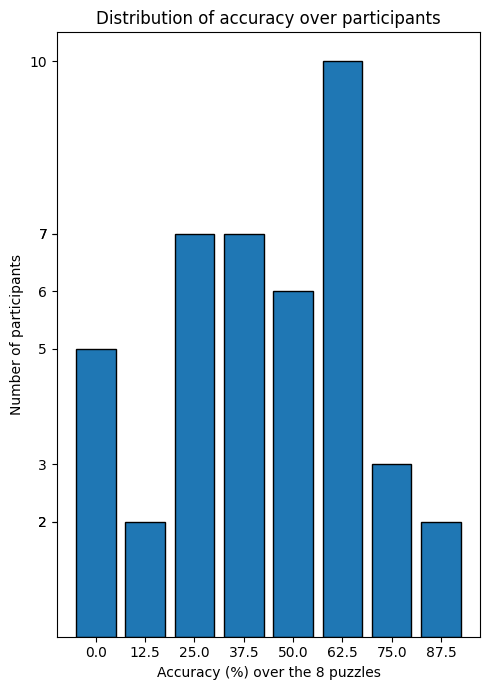 Distribution of accuracy over participants
Number of participants
10
7
6
5
3
2
0.0 12.5 25.0 37.5 50.0 62.5 75.0 87.5
Accuracy (%) over the 8 puzzles